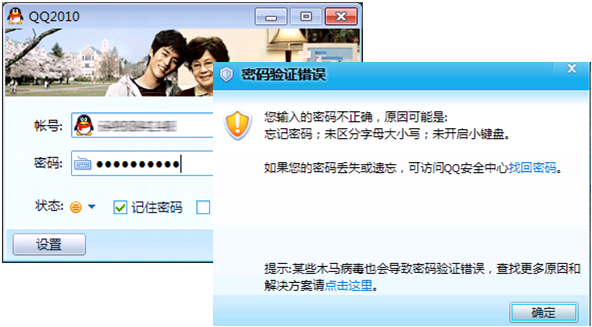 QQ2010
帐号:
密码:
状态:
记住密码
设置
密码验证错误
您输入的密码不正确，原因可能是:
忘记密码；未区分字母大小写；未开启小键盘。
如果您的密码丢失或遗忘，可访问QQ安全中心找回密码。
提示:某些木马病毒也会导致密码验证错误，查找更多原因和
解决方案请点击这里。
确定